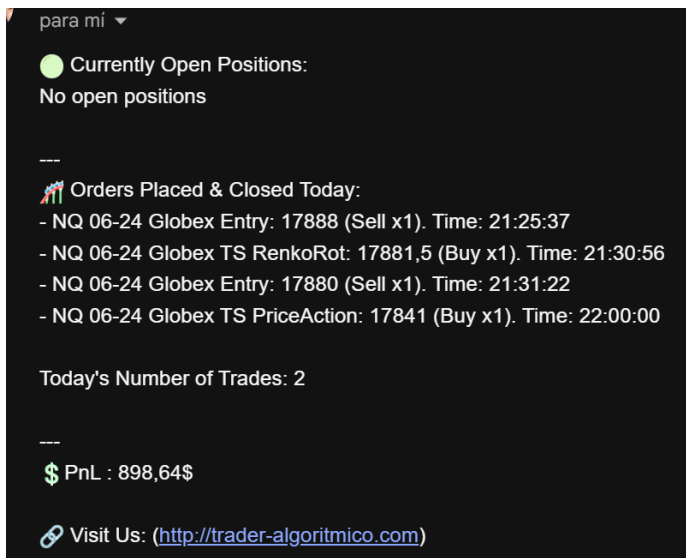 para mí
Currently Open Positions:
No open positions
---
Orders Placed & Closed Today:
- NQ 06-24 Globex Entry: 17888 (Sell x1). Time: 21:25:37
- NQ 06-24 Globex TS RenkoRot: 17881,5 (Buy x1). Time: 21:30:56
- NQ 06-24 Globex Entry: 17880 (Sell x1). Time: 21:31:22
- NQ 06-24 Globex TS PriceAction: 17841 (Buy x1). Time: 22:00:00
Today's Number of Trades: 2
---
$ PnL : 898,64$
Visit Us: (http://trader-algoritmico.com)